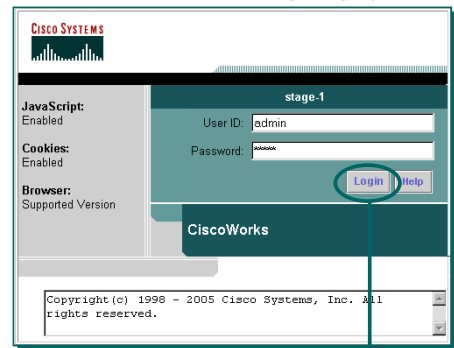 CISCO SYSTEMS
stage-1
JavaScript:
Enabled
User ID: admin
Cookies:
Enabled
Password: *****
Login Help
Browser:
Supported Version
CiscoWorks
Copyright(c) 1998 - 2005 Cisco Systems, Inc. All
rights reserved.